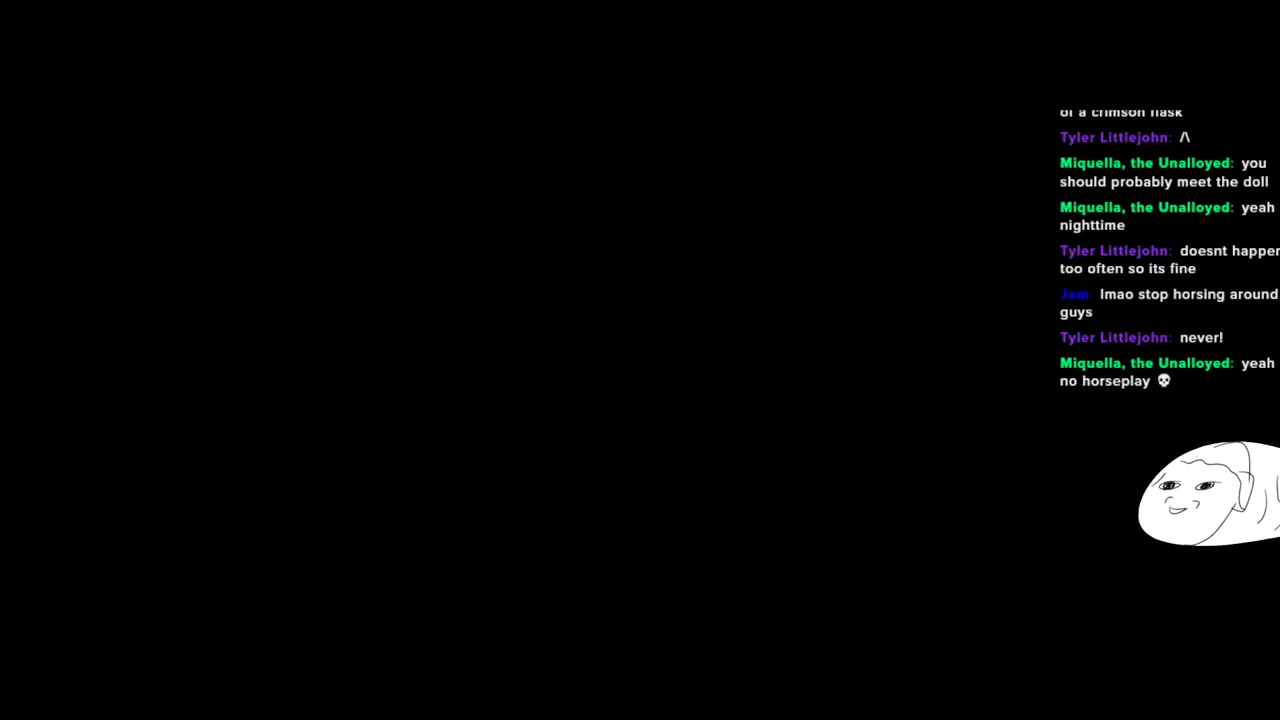 of a crimson flask
Tyler Littlejohn: /\
Miquella, the Unalloyed: you
should probably meet the doll
Miquella, the Unalloyed: yeah
nighttime
Tyler Littlejohn: doesnt happen
too often so its fine
Jam: lmao stop horsing around
guys
Tyler Littlejohn: never!
Miquella, the Unalloyed: yeah
no horseplay 💀